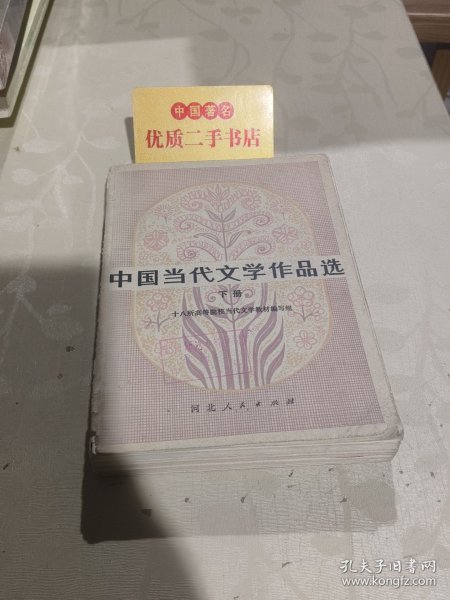 中国著名
优质二手书店
中国当代文学作品选
下册
十八所高等院校当代文学教材编写组
河北人民出版社
孔夫子旧书网
www.kongfz.com